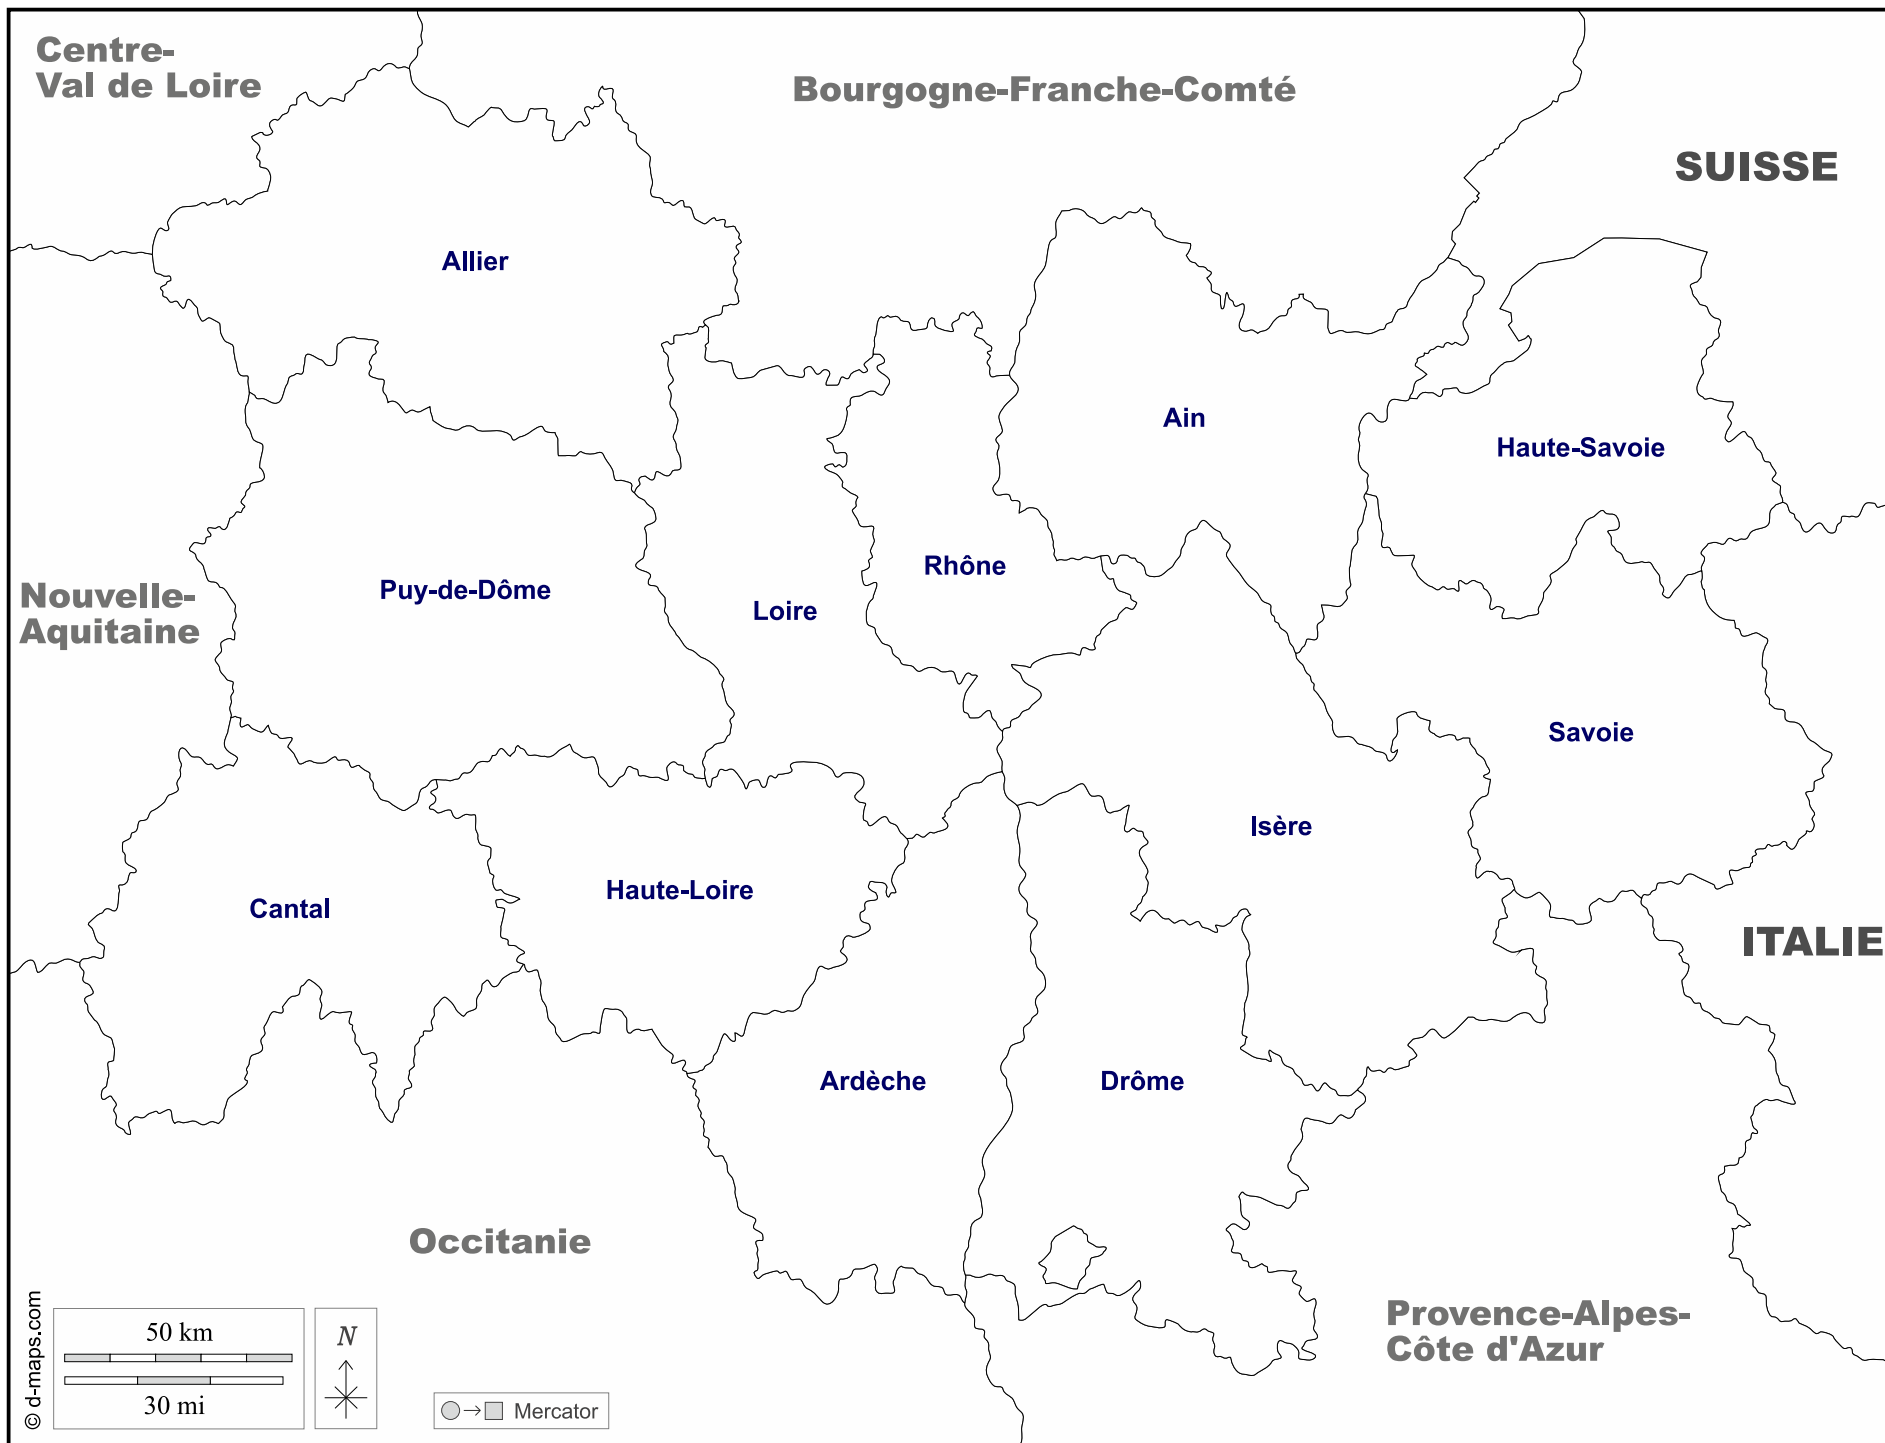 Centre-
Val de Loire
Bourgogne-Franche-Comté
SUISSE
Allier
Ain
Haute-Savoie
Rhône
Puy-de-Dôme
Loire
Nouvelle-
Aquitaine
Savoie
Isère
Haute-Loire
Cantal
ITALIE
Ardèche
Drôme
Occitanie
Provence-Alpes-
Côte d'Azur
© d-maps.com
50 km
30 mi
N
Mercator